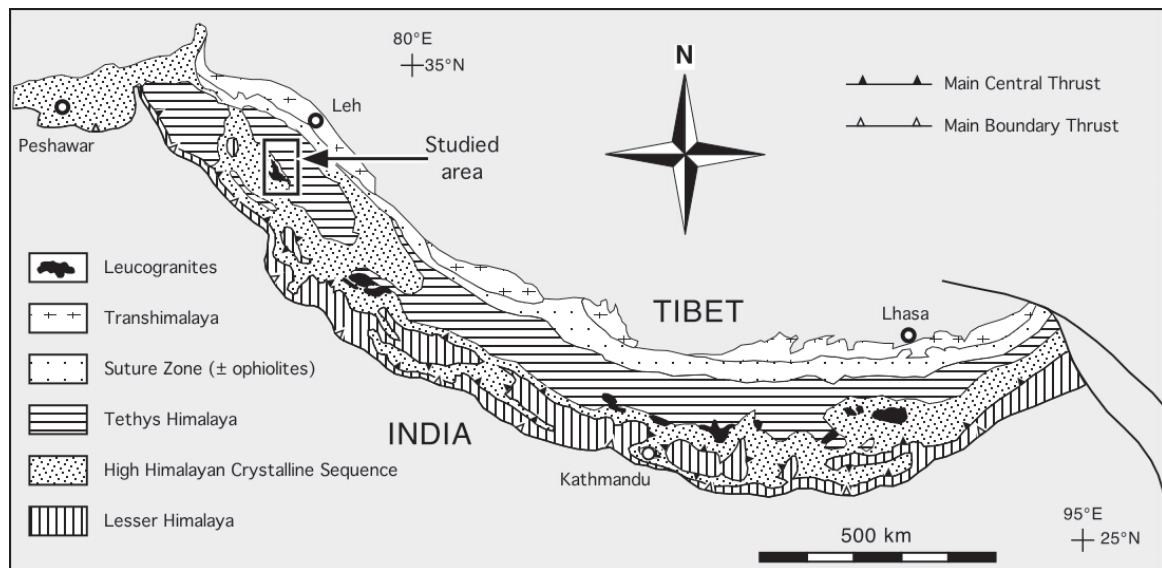 80°E
35°N
N
Main Central Thrust
Main Boundary Thrust
Leh
Peshawar
Studied
area
Leucogranites
Transhimalaya
Suture Zone (± ophiolites)
Tethys Himalaya
High Himalayan Crystalline Sequence
Lesser Himalaya
TIBET
Lhasa
INDIA
Kathmandu
500 km
95°E
25°N